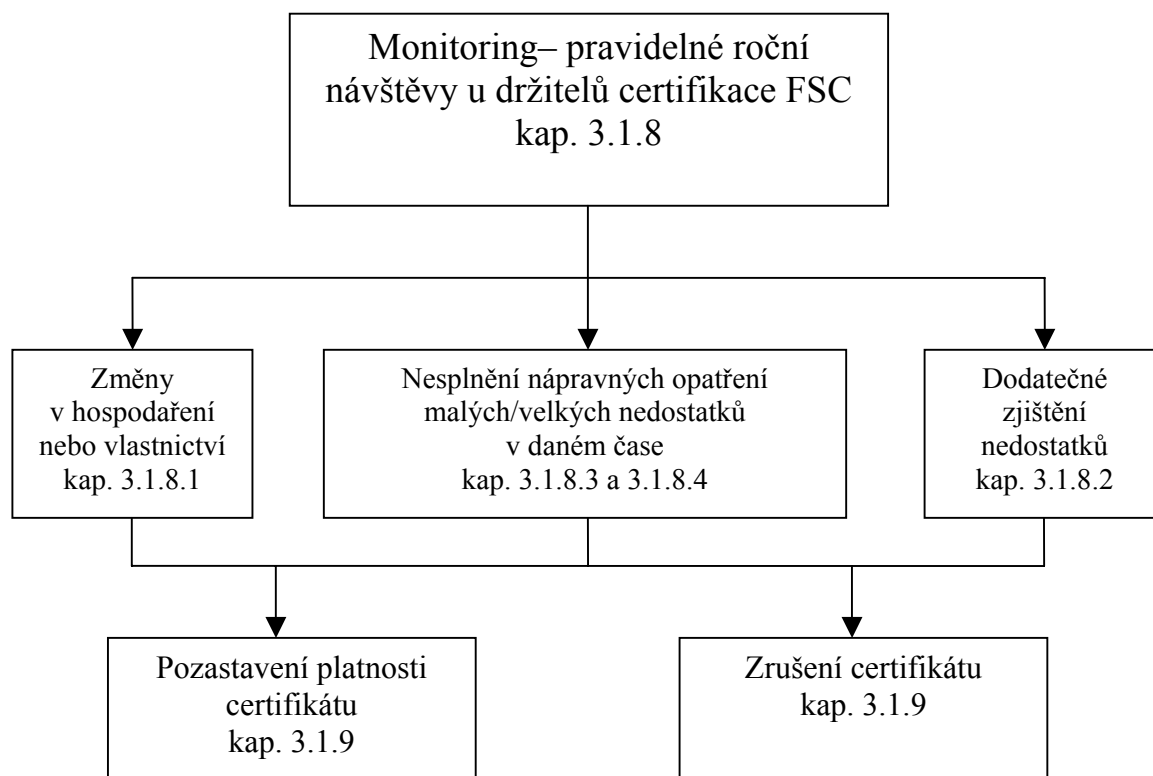 Monitoring– pravidelné roční
návštěvy u držitelů certifikace FSC
kap. 3.1.8
Změny
v hospodaření
nebo vlastnictví
kap. 3.1.8.1
Nesplnění nápravných opatření
malých/velkých nedostatků
v daném čase
kap. 3.1.8.3 a 3.1.8.4
Dodatečné
zjištění
nedostatků
kap. 3.1.8.2
Pozastavení platnosti
certifikátu
kap. 3.1.9
Zrušení certifikátu
kap. 3.1.9